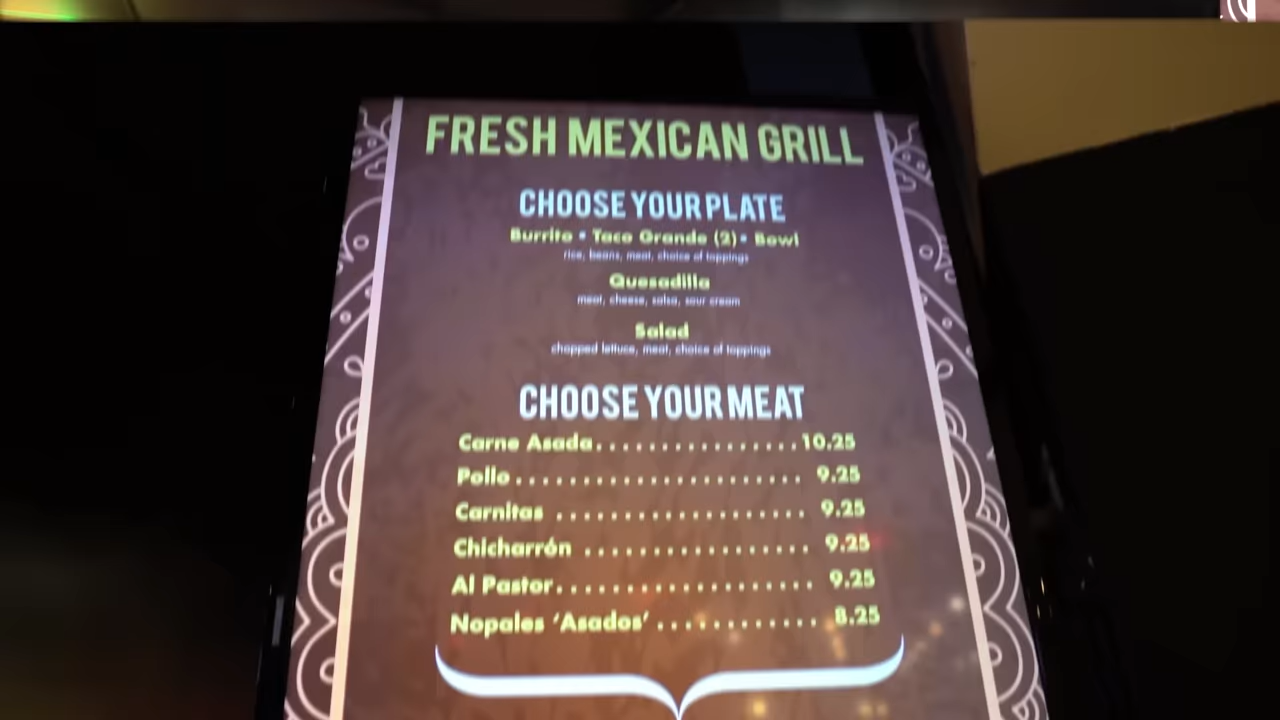 FRESH MEXICAN GRILL
CHOOSE YOUR PLATE
Burrito • Taco Grande (2) • Bowl
rice, beans, meat, choice of toppings
Quesadilla
meat, cheese, salsa, sour cream
Salad
chopped lettuce, meat, choice of toppings
CHOOSE YOUR MEAT
Carne Asada...............10.25
Pollo..................... 9.25
Carnitas ................... 9.25
Chicharrón ................. 9.25
Al Pastor.................... 9.25
Nopales ‘Asados’ ............ 8.25